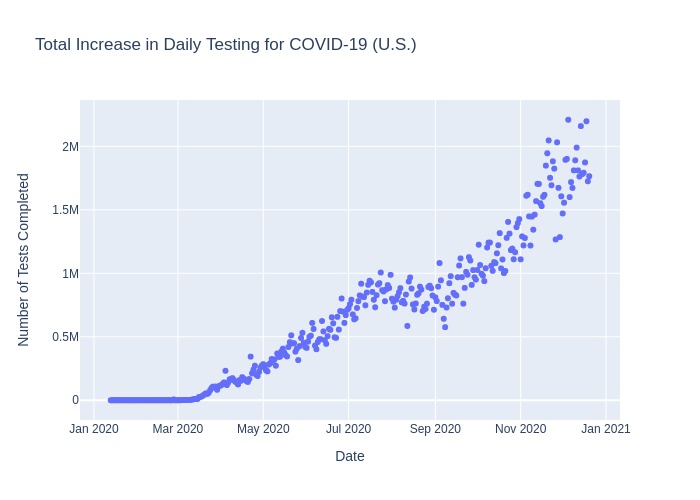 Total Increase in Daily Testing for COVID-19 (U.S.)
Number of Tests Completed
2M
1.5M
1M
0.5M
0
Jan 2020
Mar 2020
May 2020
Jul 2020
Sep 2020
Nov 2020
Jan 2021
Date